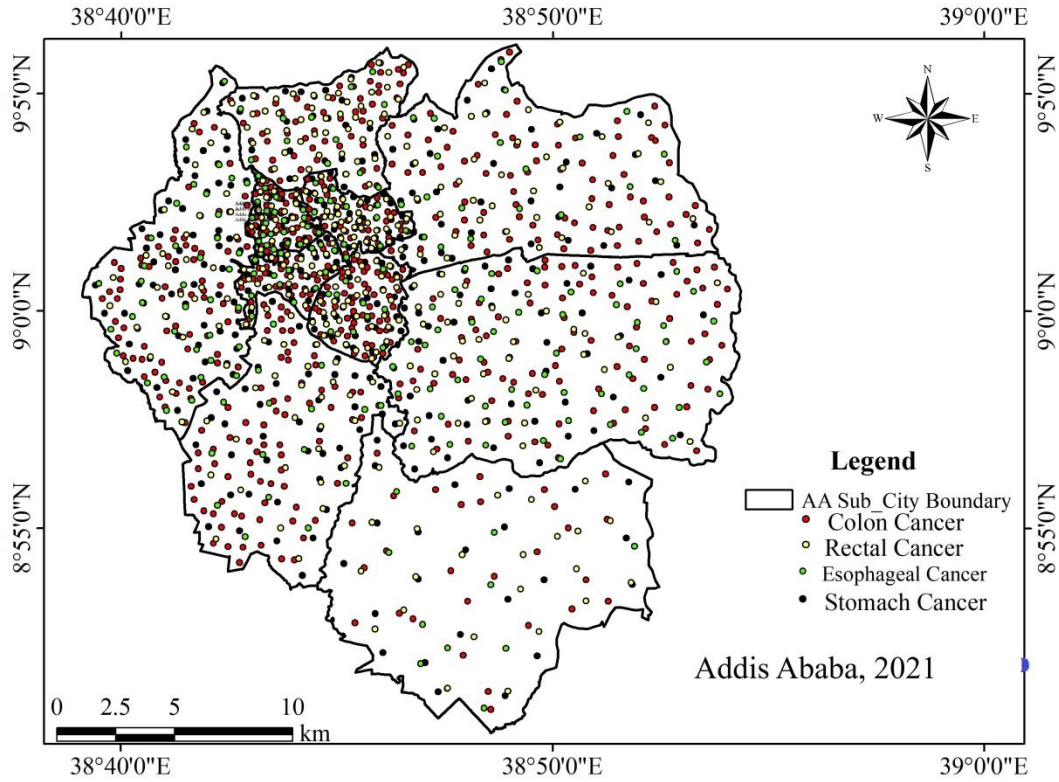 38°40'0"E
38°50'0"E
39°0'0"E
9°5'0"N
9°5'0"N
N
W
E
S
9°0'0"N
9°0'0"N
Legend
AA Sub_City Boundary
Colon Cancer
Rectal Cancer
Esophageal Cancer
Stomach Cancer
8°55'0"N
8°55'0"N
Addis Ababa, 2021
0 2.5 5 10
km
38°40'0"E
38°50'0"E
39°0'0"E